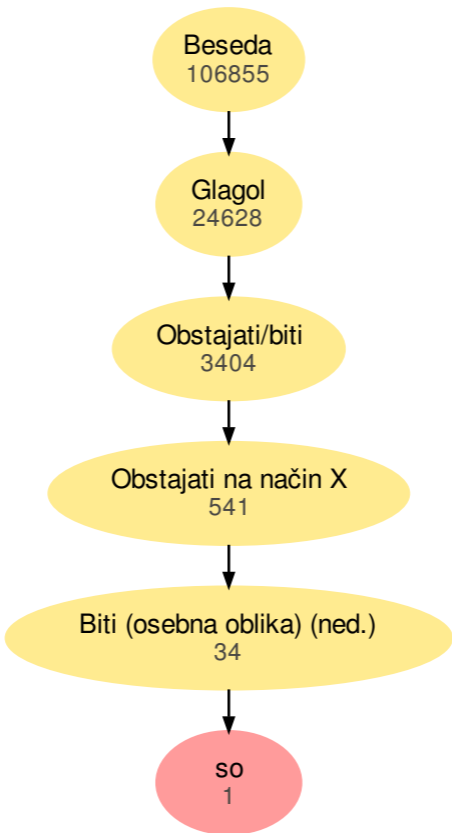 Beseda
106855
Glagol
24628
Obstajati/biti
3404
Obstajati na način X
541
Biti (osebna oblika) (ned.)
34
so
1